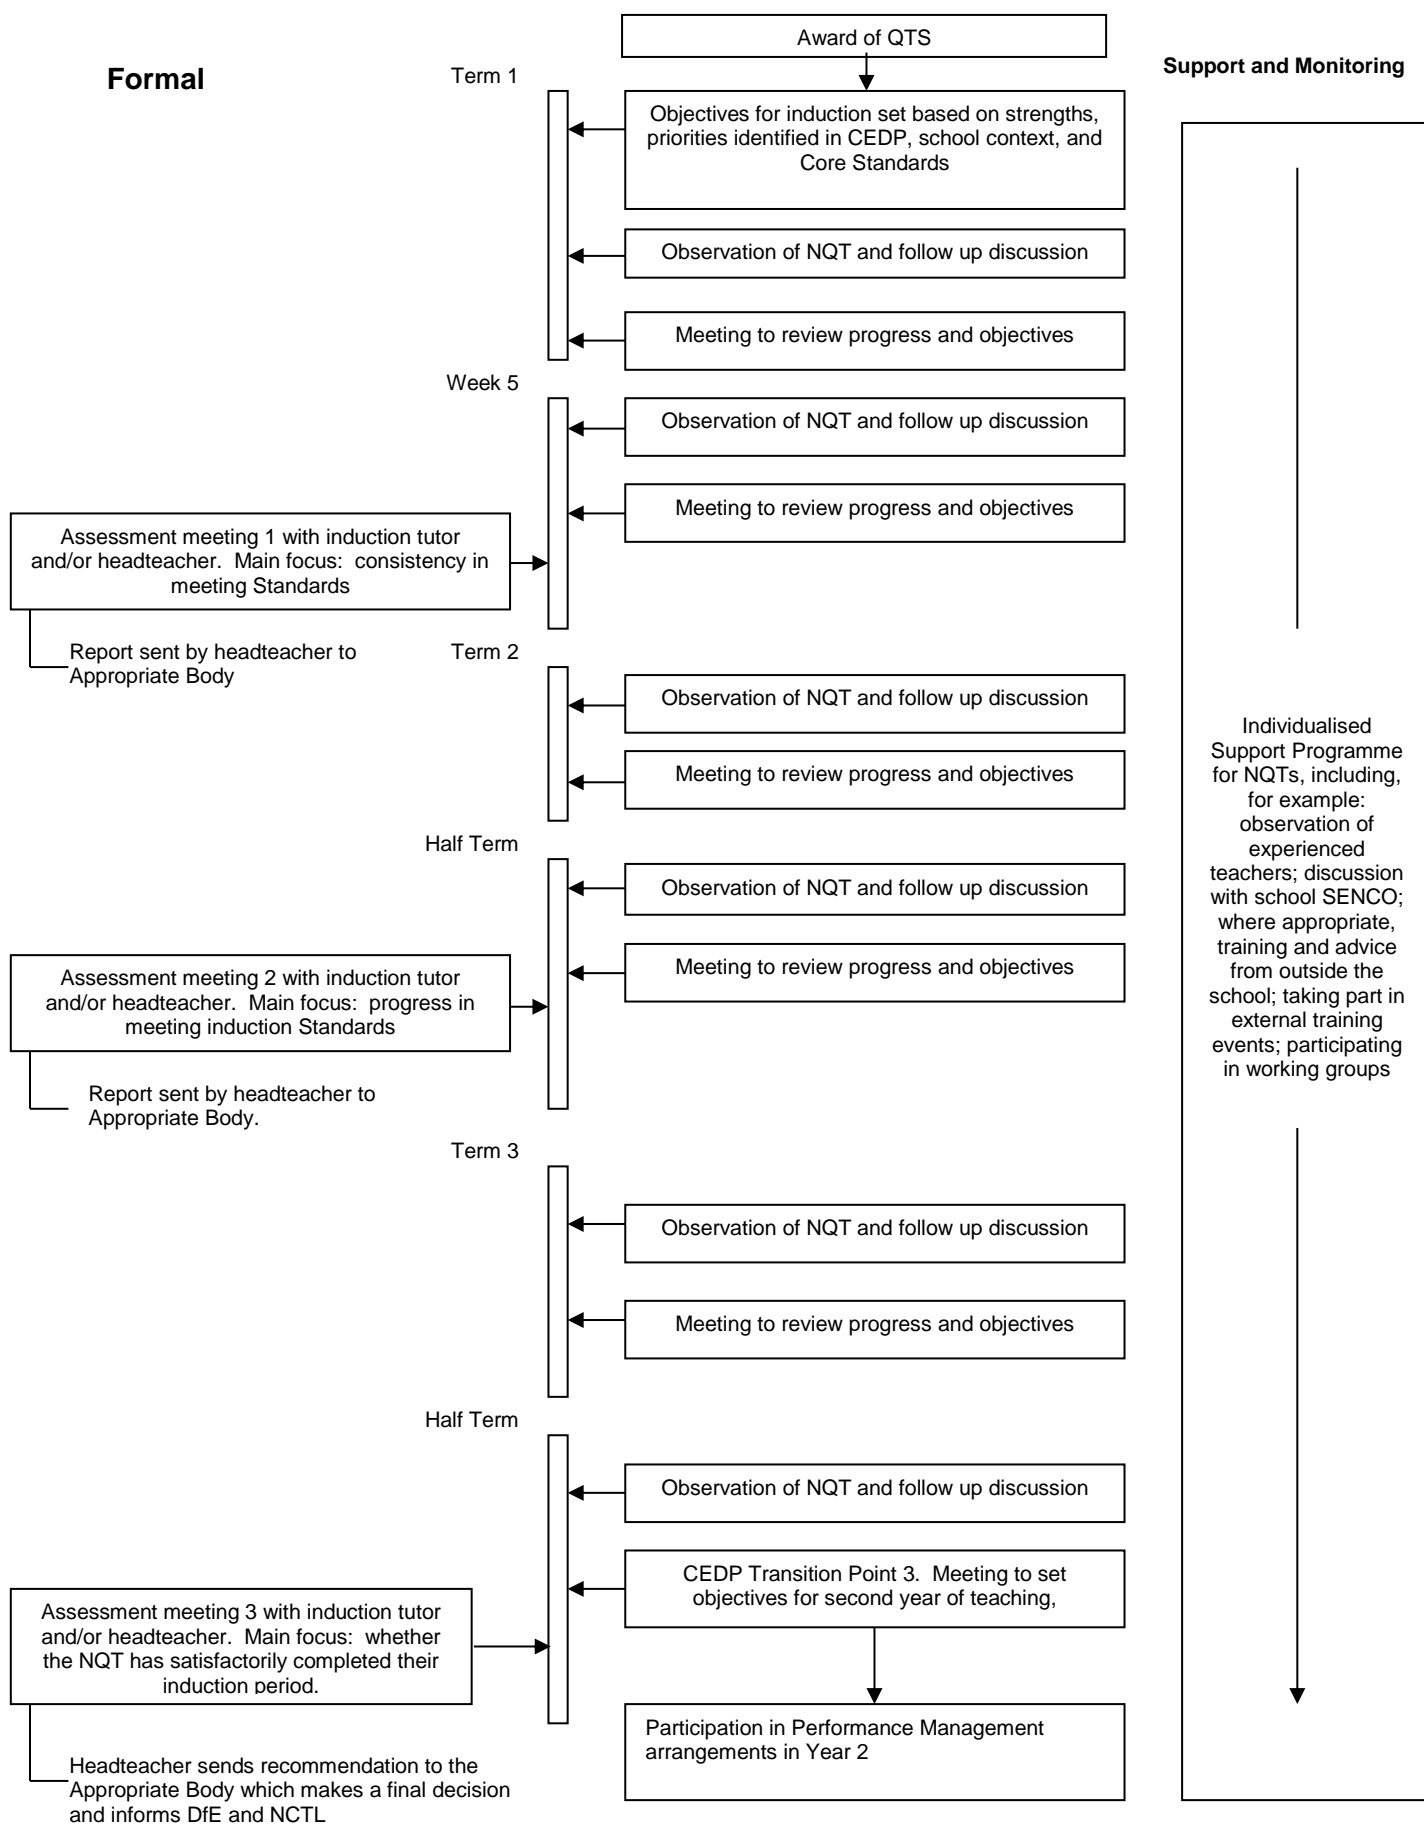 Award of QTS
Formal
Term 1
Support and Monitoring
Objectives for induction set based on strengths,
priorities identified in CEDP, school context, and
Core Standards
Observation of NQT and follow up discussion
Meeting to review progress and objectives
Week 5
Observation of NQT and follow up discussion
Meeting to review progress and objectives
Assessment meeting 1 with induction tutor
and/or headteacher.  Main focus:  consistency in
meeting Standards
Report sent by headteacher to
Appropriate Body
Term 2
Observation of NQT and follow up discussion
Meeting to review progress and objectives
Half Term
Observation of NQT and follow up discussion
Meeting to review progress and objectives
Assessment meeting 2 with induction tutor
and/or headteacher.  Main focus:  progress in
meeting induction Standards
Report sent by headteacher to
Appropriate Body.
Term 3
Observation of NQT and follow up discussion
Meeting to review progress and objectives
Half Term
Observation of NQT and follow up discussion
CEDP Transition Point 3.  Meeting to set
objectives for second year of teaching,
Assessment meeting 3 with induction tutor
and/or headteacher.  Main focus:  whether
the NQT has satisfactorily completed their
induction period.
Participation in Performance Management
arrangements in Year 2
Headteacher sends recommendation to the
Appropriate Body which makes a final decision
and informs DfE and NCTL
Individualised
Support Programme
for NQTs, including,
for example:
observation of
experienced
teachers; discussion
with school SENCO;
where appropriate,
training and advice
from outside the
school; taking part in
external training
events; participating
in working groups